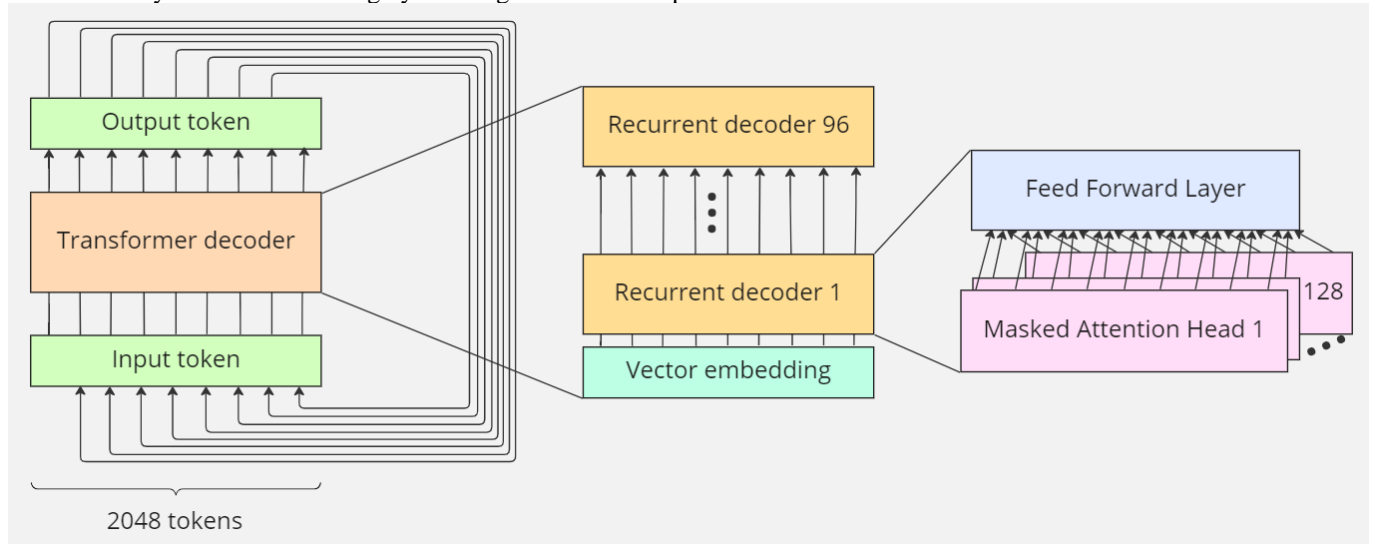 Output token
Transformer decoder
Input token
2048 tokens
Recurrent decoder 96
Recurrent decoder 1
Vector embedding
Feed Forward Layer
128
Masked Attention Head 1